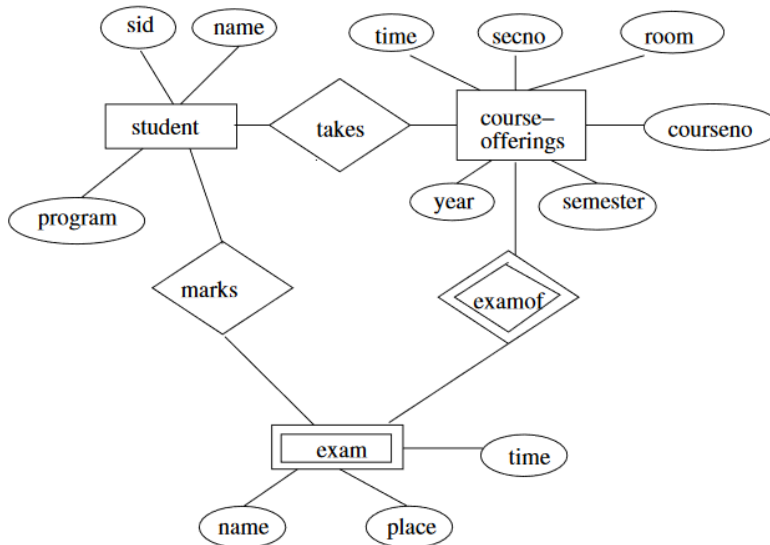 sid
name
time
secno
room
student
takes
course–
offerings
courseno
program
year
semester
marks
examof
exam
time
name
place